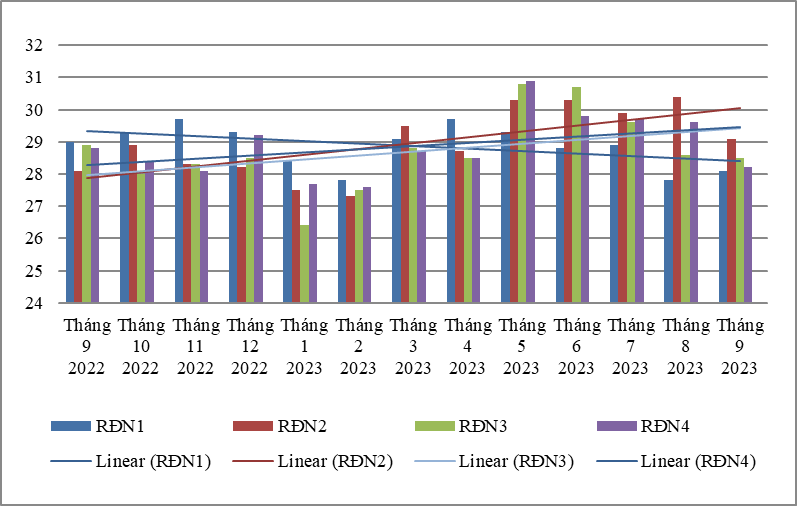 32
31
30
29
28
27
26
25
24
Tháng Tháng Tháng Tháng Tháng Tháng Tháng Tháng Tháng Tháng Tháng Tháng Tháng
9 10 11 12 1 2 3 4 5 6 7 8 9
2022 2022 2022 2022 2023 2023 2023 2023 2023 2023 2023 2023 2023
RĐN1 RĐN2 RĐN3 RĐN4
Linear (RĐN1) Linear (RĐN2) Linear (RĐN3) Linear (RĐN4)